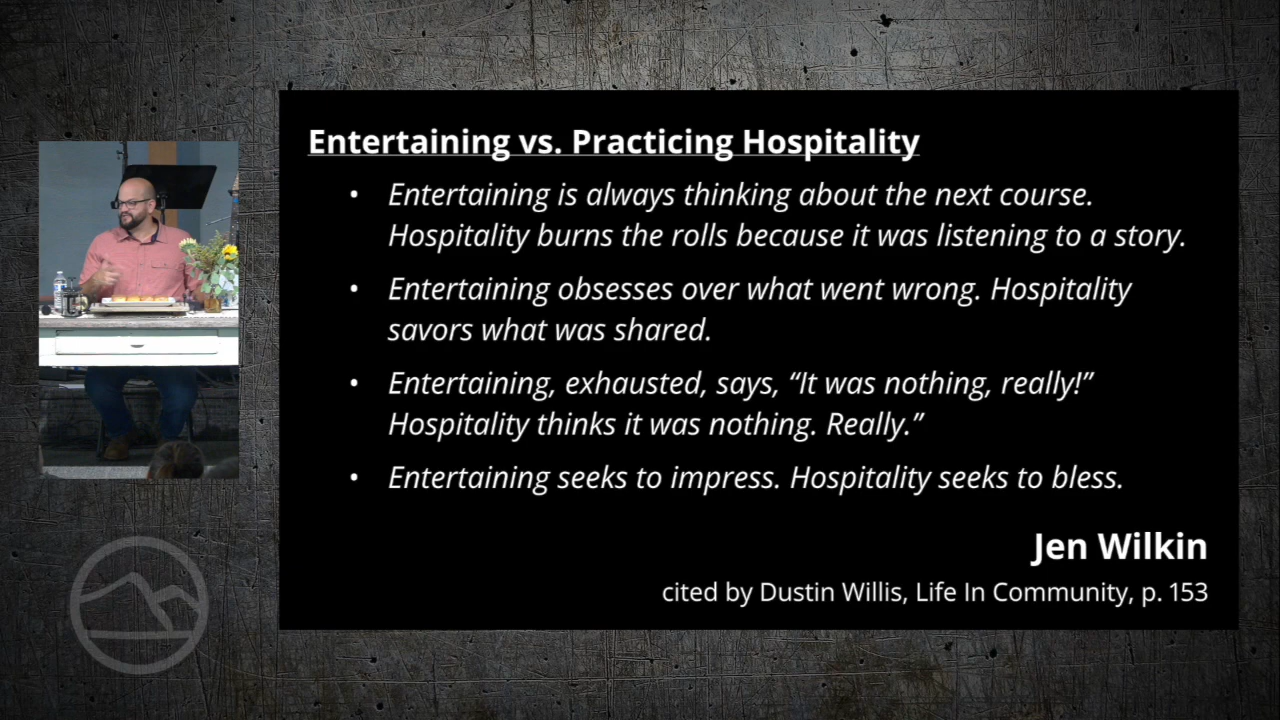 Entertaining vs. Practicing Hospitality
• Entertaining is always thinking about the next course.
Hospitality burns the rolls because it was listening to a story.
• Entertaining obsesses over what went wrong. Hospitality
savors what was shared.
• Entertaining, exhausted, says, “It was nothing, really!”
Hospitality thinks it was nothing. Really.”
• Entertaining seeks to impress. Hospitality seeks to bless.
Jen Wilkin
cited by Dustin Willis, Life In Community, p. 153